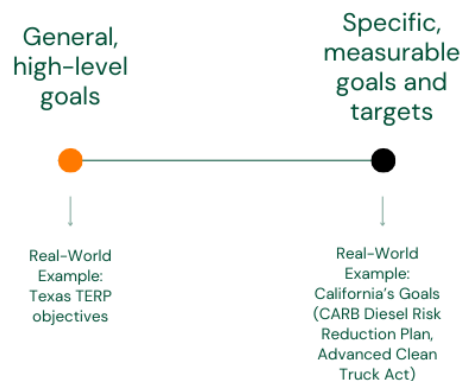 General,
high-level
goals
Specific,
measurable
goals and
targets
Real-World
Example:
Texas TERP
objectives
Real-World
Example:
California's Goals
(CARB Diesel Risk
Reduction Plan,
Advanced Clean
Truck Act)